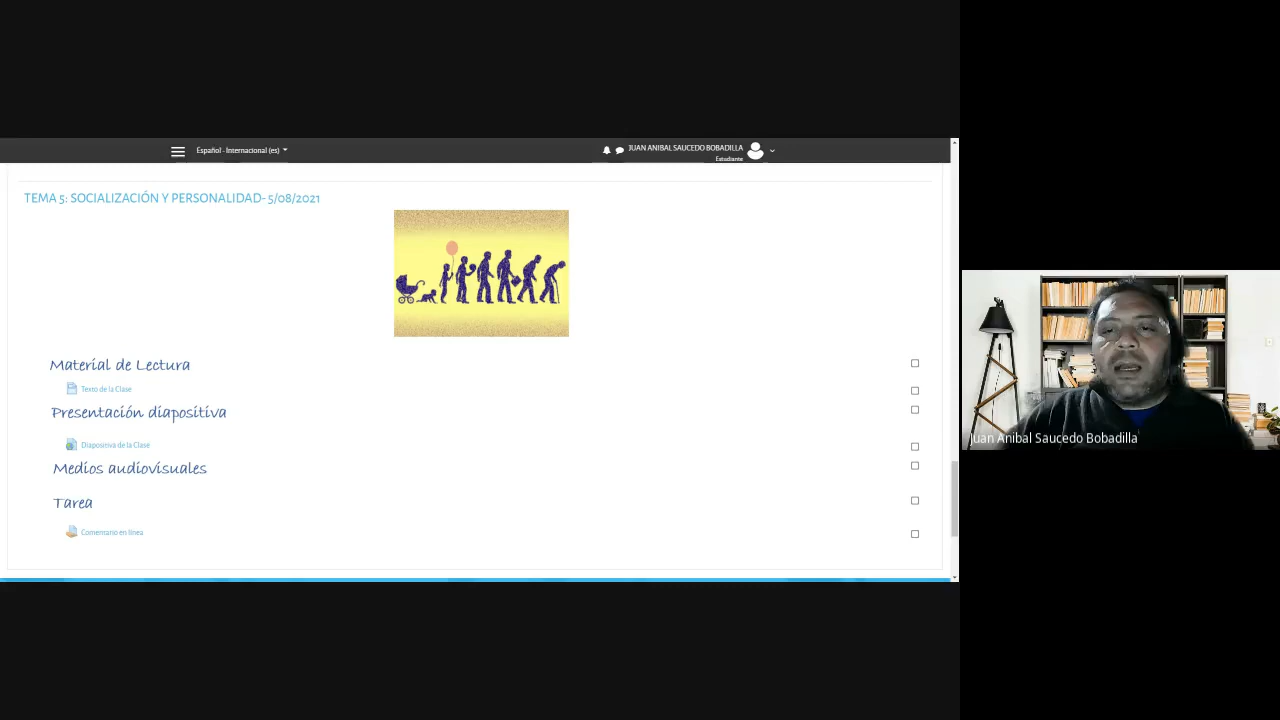 Español - Internacional (es)
JUAN ANIBAL SAUCEDO BOBADILLA
Estudiante
TEMA 5: SOCIALIZACIÓN Y PERSONALIDAD- 5/08/2021
Material de Lectura
Texto de la Clase
Presentación diapositiva
Diapositiva de la Clase
Medios audiovisuales
Tarea
Comentario en línea
Juan Anibal Saucedo Bobadilla